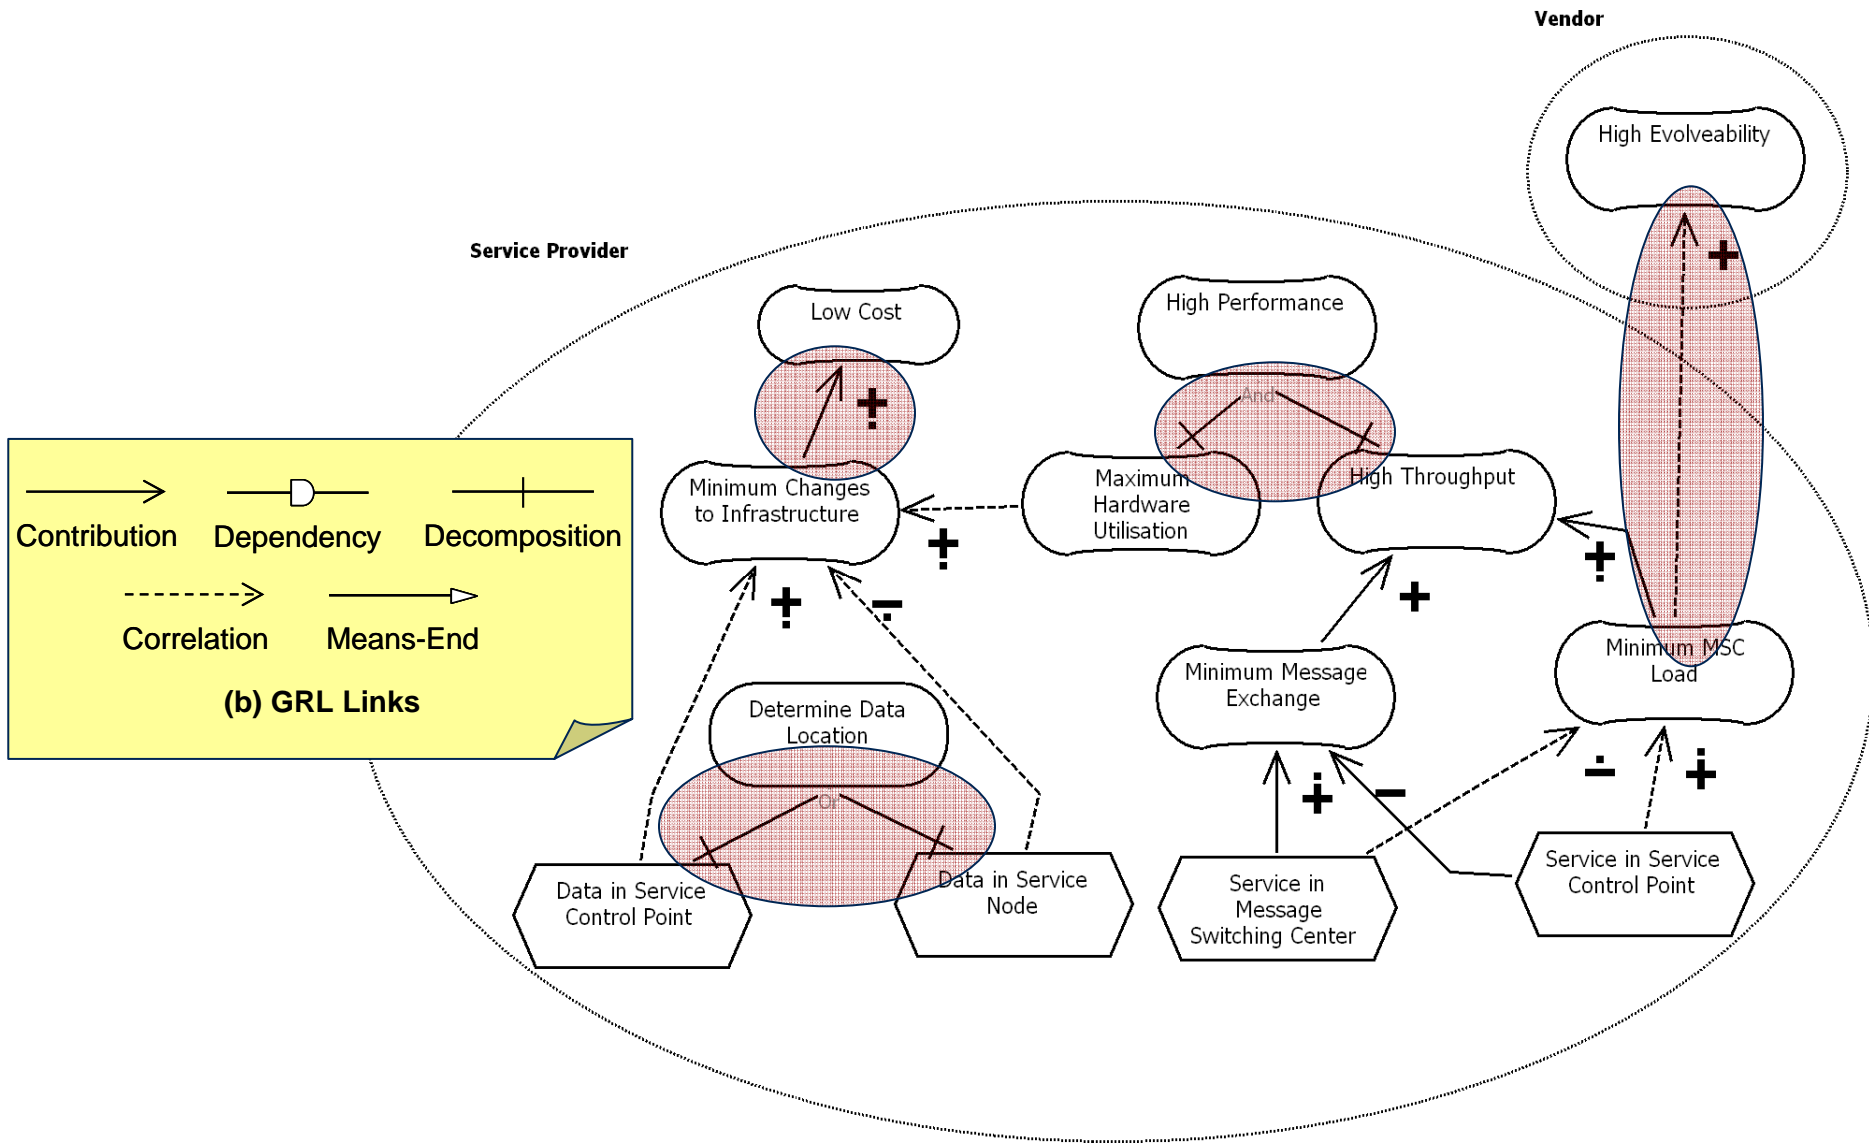 Vendor
High Evolveability
+
Service Provider
Low Cost
High Performance
And
Minimum Changes
to Infrastructure
Maximum
Hardware
Utilisation
High Throughput
+
Contribution
Dependency
Decomposition
Correlation
Means-End
(b) GRL Links
Minimum Message
Exchange
Minimum MSC
Load
Determine Data
Location
Or
-
Data in Service
Control Point
Data in Service
Node
Service in
Message
Switching Center
Service in Service
Control Point